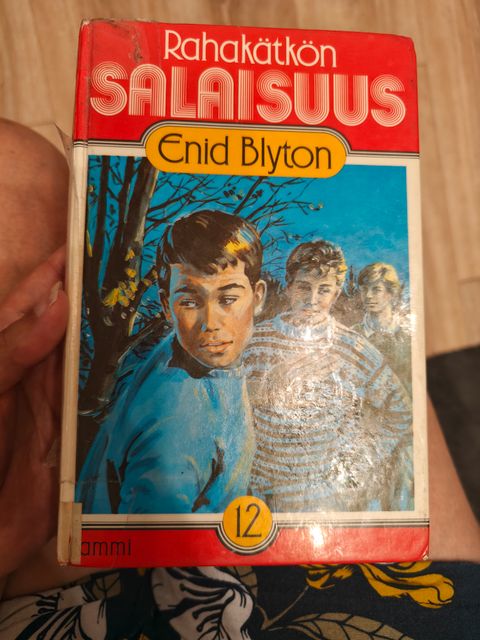 Rahakätkön
SALAISUUS
Enid Blyton
12
ammi